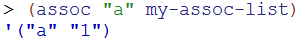 > (assoc "a" my-assoc-list)
'("a" "1")